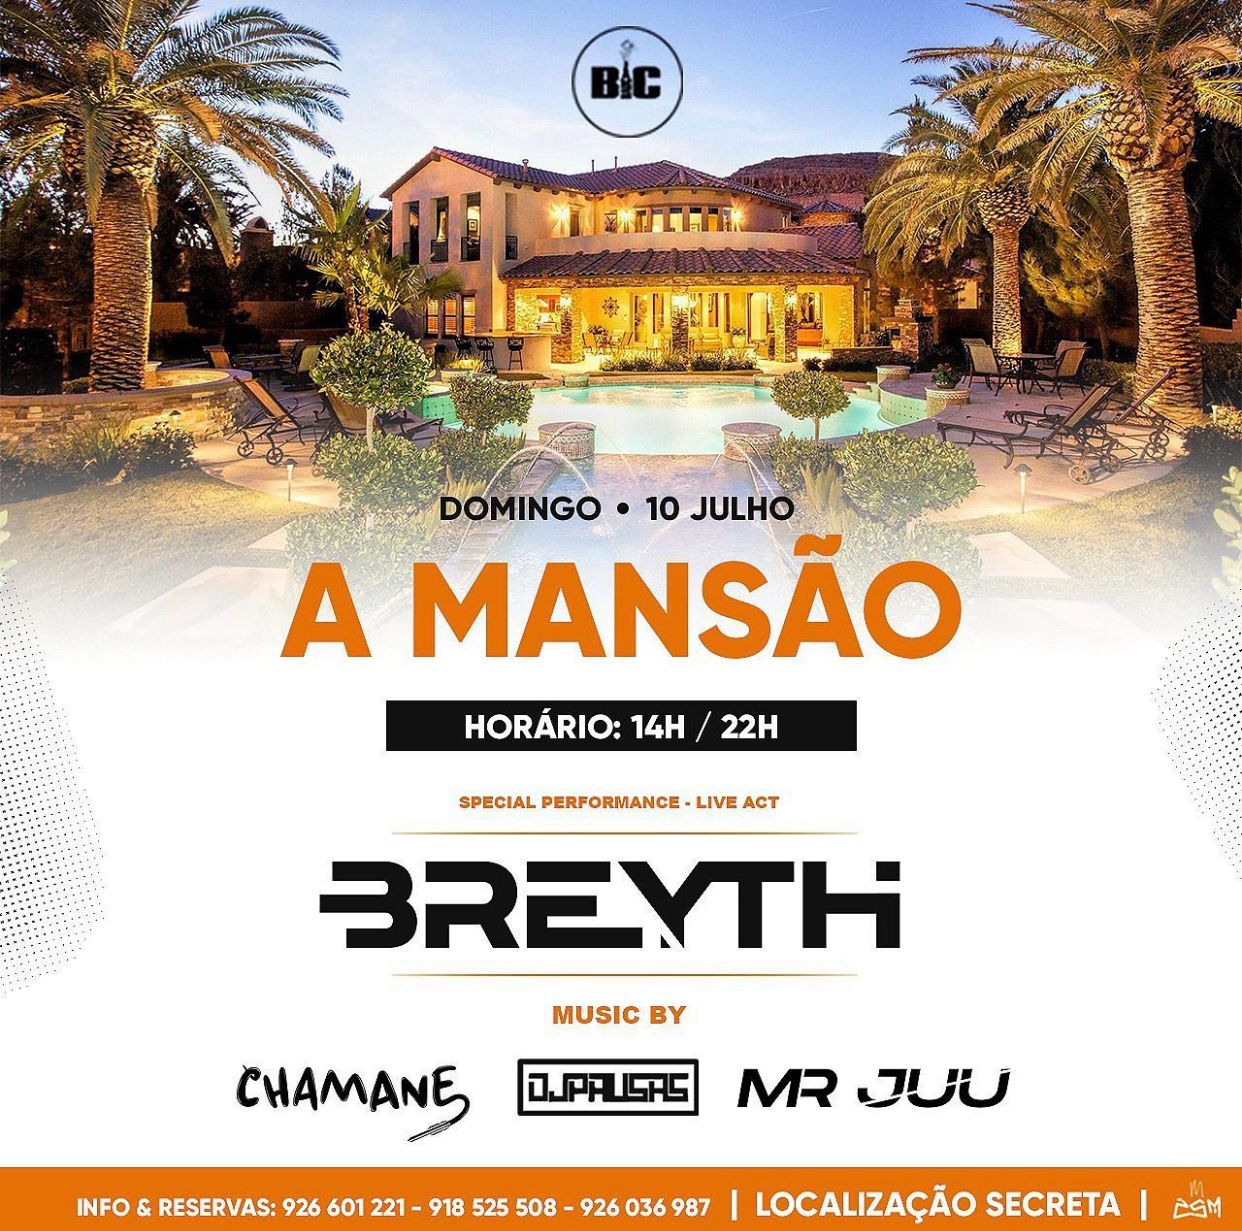 BC
DOMINGO • 10 JULHO
A MANSÃO
HORÁRIO: 14H / 22H
SPECIAL PERFORMANCE - LIVE ACT
BREYTH
MUSIC BY
CHAMANE DJPAUSAS MR JUU
INFO & RESERVAS: 926 601 221 - 918 525 508 - 926 036 987 | LOCALIZAÇÃO SECRETA |